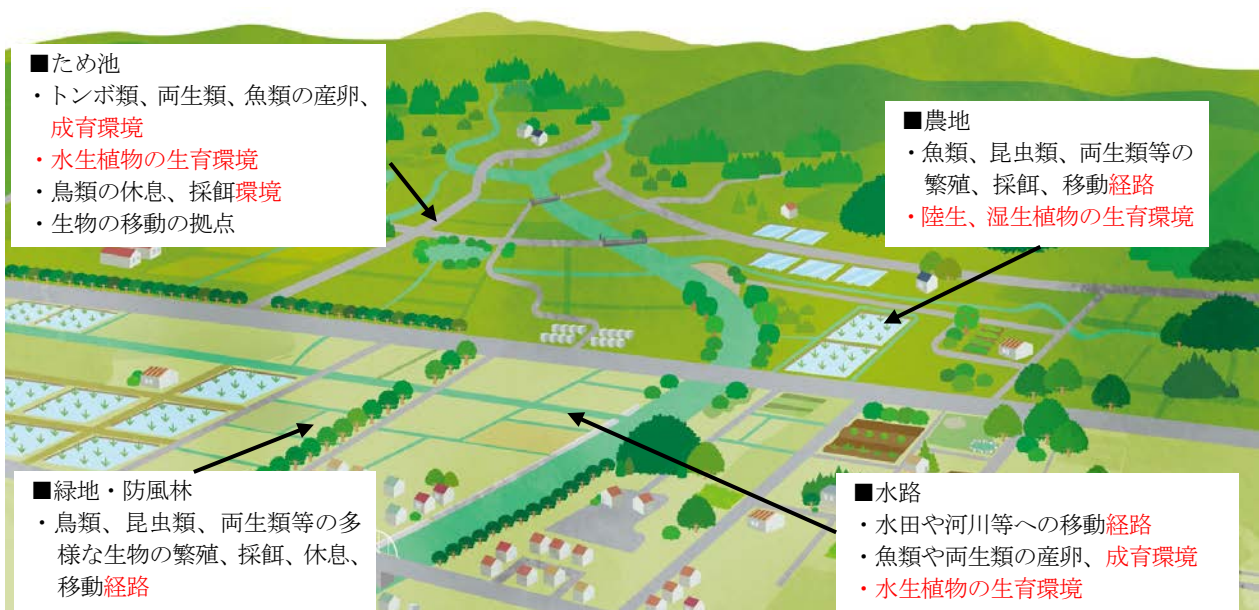 ■ため池
・トンボ類、両生類、魚類の産卵、
成育環境
・水生植物の生育環境
・鳥類の休息、採餌環境
・生物の移動の拠点
■農地
・魚類、昆虫類、両生類等の
繁殖、採餌、移動経路
・陸生、湿生植物の生育環境
■緑地・防風林
・鳥類、昆虫類、両生類等の多
様な生物の繁殖、採餌、休息、
移動経路
■水路
・水田や河川等への移動経路
・魚類や両生類の産卵、成育環境
・水生植物の生育環境